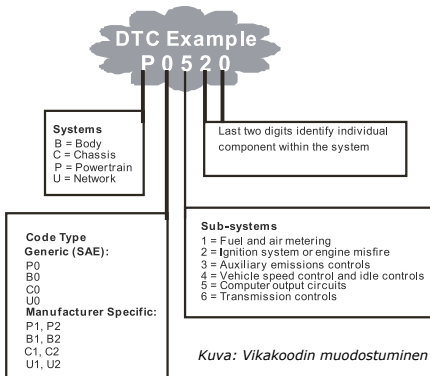 DTC Example
P 0 5 2 0
Systems
B = Body
C = Chassis
P = Powertrain
U = Network
Last two digits identify individual
component within the system
Code Type
Generic (SAE):
P0
B0
C0
U0
Manufacturer Specific:
P1, P2
B1, B2
C1, C2
U1, U2
Sub-systems
1 = Fuel and air metering
2 = Ignition system or engine misfire
3 = Auxiliary emissions controls
4 = Vehicle speed control and idle controls
5 = Computer output circuits
6 = Transmission controls
Kuva: Vikakoodin muodostuminen